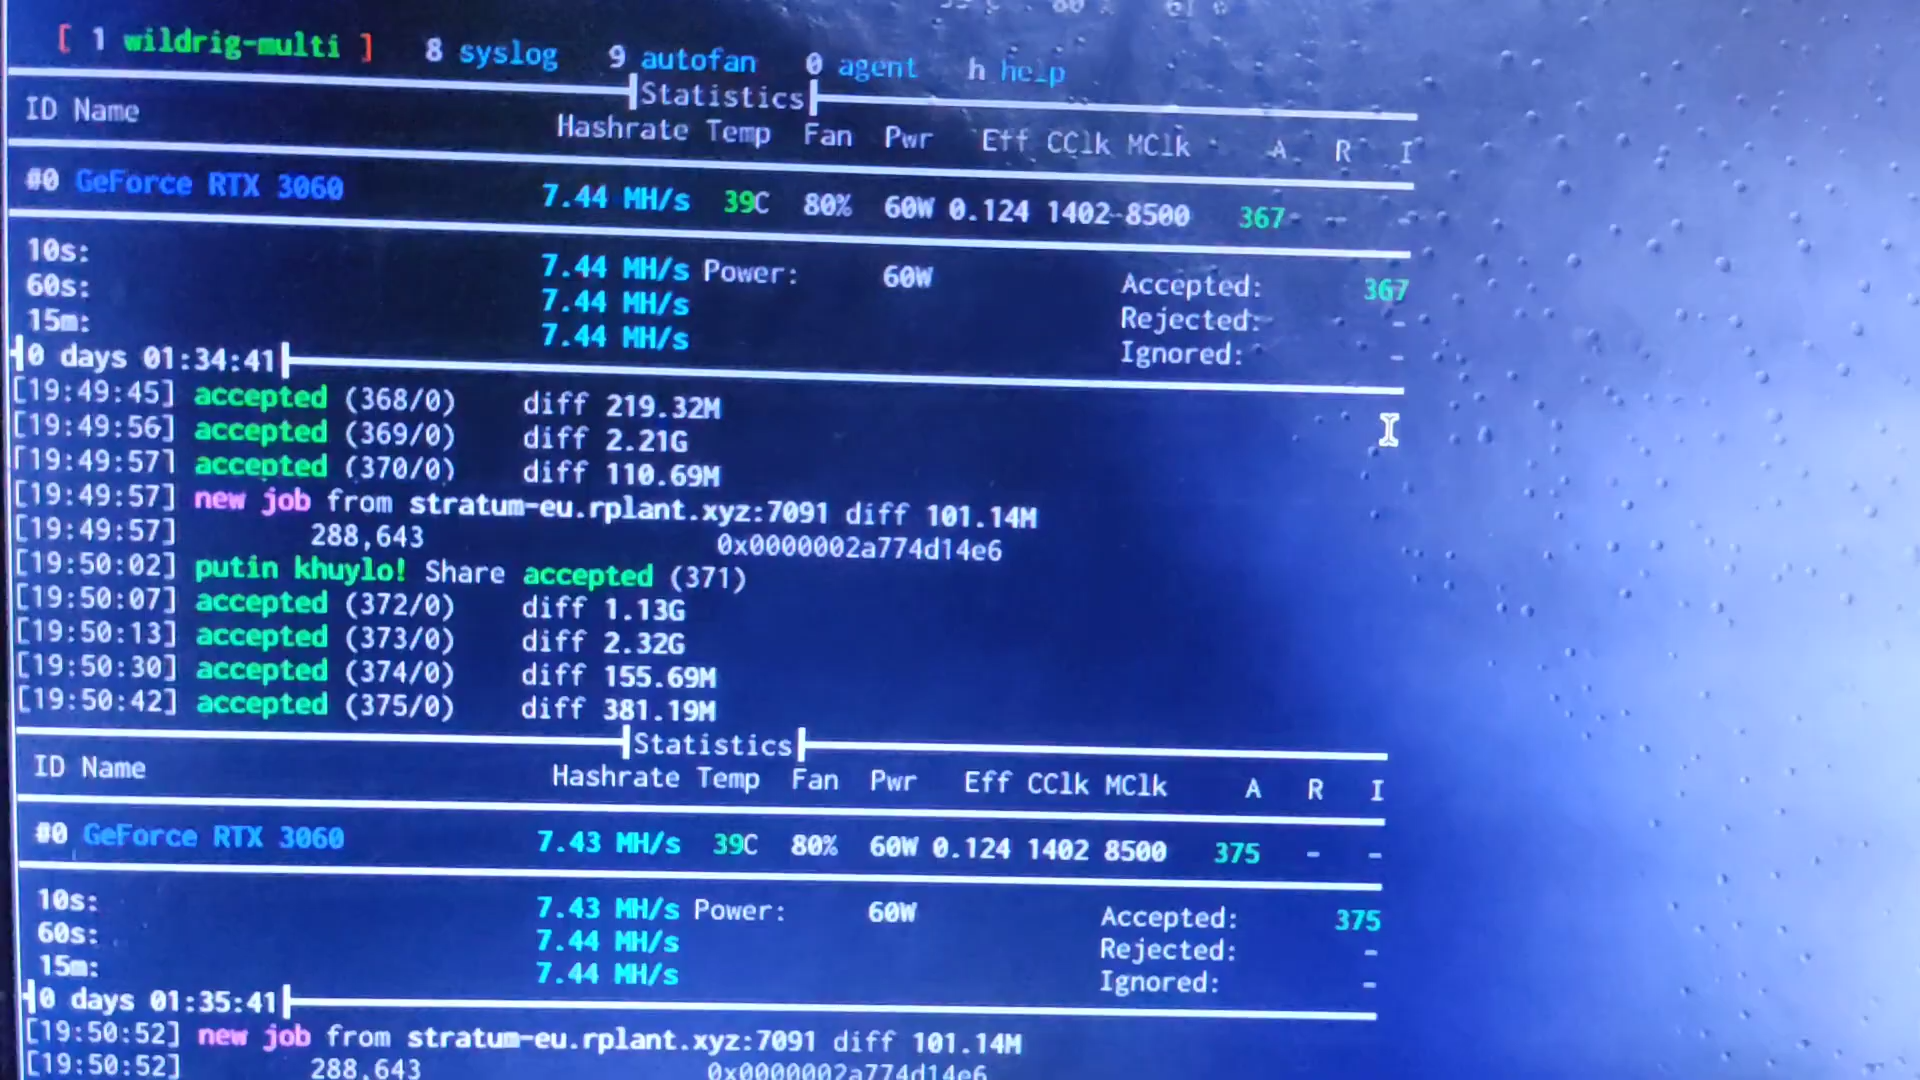 [ 1 wildrig-multi ] 8 syslog 9 autofan 0 agent h help
Statistics
ID Name Hashrate Temp Fan Pwr Eff CClk MClk A R I
#0 GeForce RTX 3060 7.44 MH/s 39C 80% 60W 0.124 1402 8500 367 - -
10s: 7.44 MH/s Power: 60W Accepted: 367
60s: 7.44 MH/s Rejected: -
15m: 7.44 MH/s Ignored: -
0 days 01:34:41
[19:49:45] accepted (368/0) diff 219.32M
[19:49:56] accepted (369/0) diff 2.21G
[19:49:57] accepted (370/0) diff 110.69M
[19:49:57] new job from stratum-eu.rplant.xyz:7091 diff 101.14M
[19:49:57] 288,643 0x0000002a774d14e6
[19:50:02] putin khuylo! Share accepted (371)
[19:50:07] accepted (372/0) diff 1.13G
[19:50:13] accepted (373/0) diff 2.32G
[19:50:30] accepted (374/0) diff 155.69M
[19:50:42] accepted (375/0) diff 381.19M
Statistics
ID Name Hashrate Temp Fan Pwr Eff CClk MClk A R I
#0 GeForce RTX 3060 7.43 MH/s 39C 80% 60W 0.124 1402 8500 375 - -
10s: 7.43 MH/s Power: 60W Accepted: 375
60s: 7.44 MH/s Rejected: -
15m: 7.44 MH/s Ignored: -
0 days 01:35:41
[19:50:52] new job from stratum-eu.rplant.xyz:7091 diff 101.14M
[19:50:52] 288,643 0x0000002a774d14e6